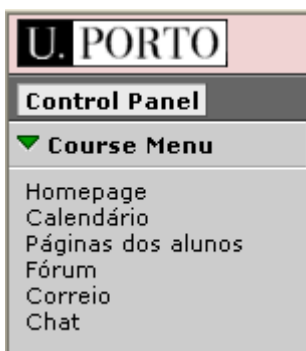 U. PORTO
Control Panel
Course Menu
Homepage
Calendário
Páginas dos alunos
Fórum
Correio
Chat